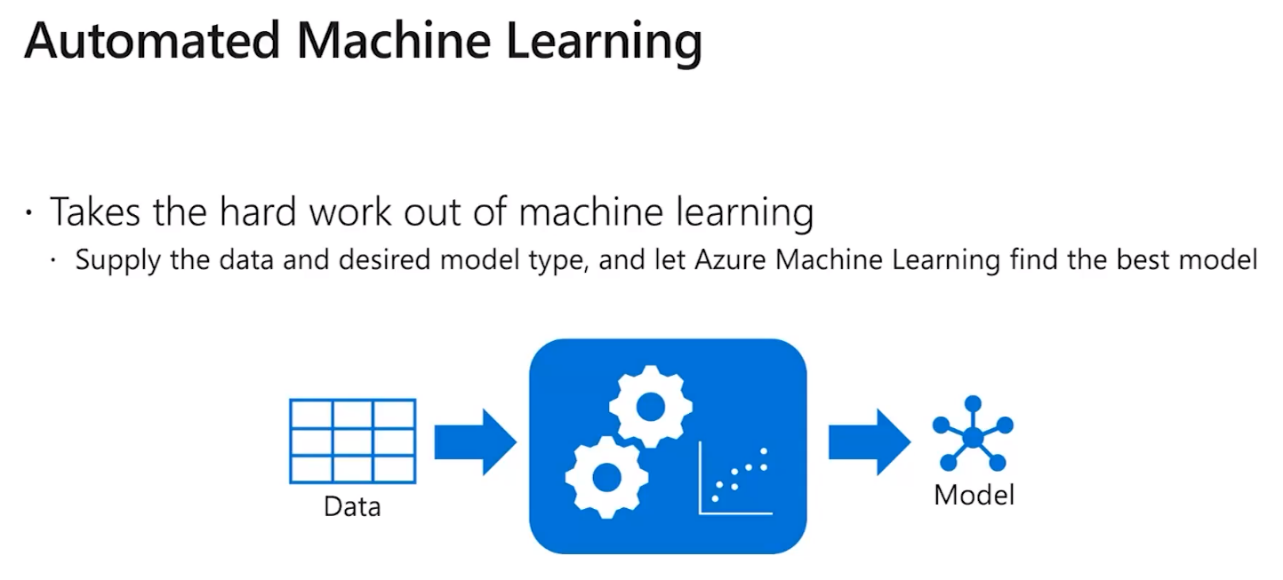 Automated Machine Learning
· Takes the hard work out of machine learning
· Supply the data and desired model type, and let Azure Machine Learning find the best model
Data
Model